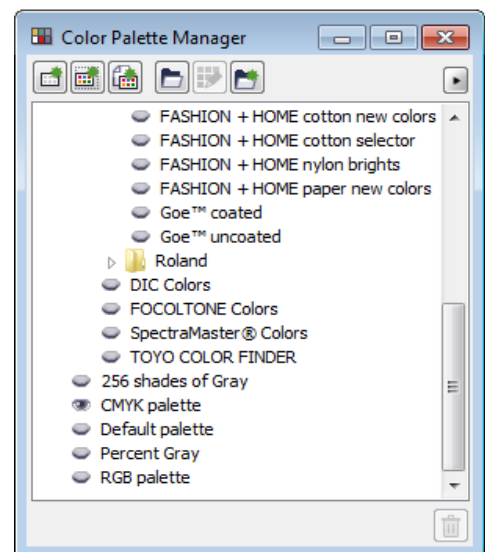 Color Palette Manager
FASHION + HOME cotton new colors
FASHION + HOME cotton selector
FASHION + HOME nylon brights
FASHION + HOME paper new colors
Goe™ coated
Goe™ uncoated
Roland
DIC Colors
FOCOLTONE Colors
SpectraMaster® Colors
TOYO COLOR FINDER
256 shades of Gray
CMYK palette
Default palette
Percent Gray
RGB palette